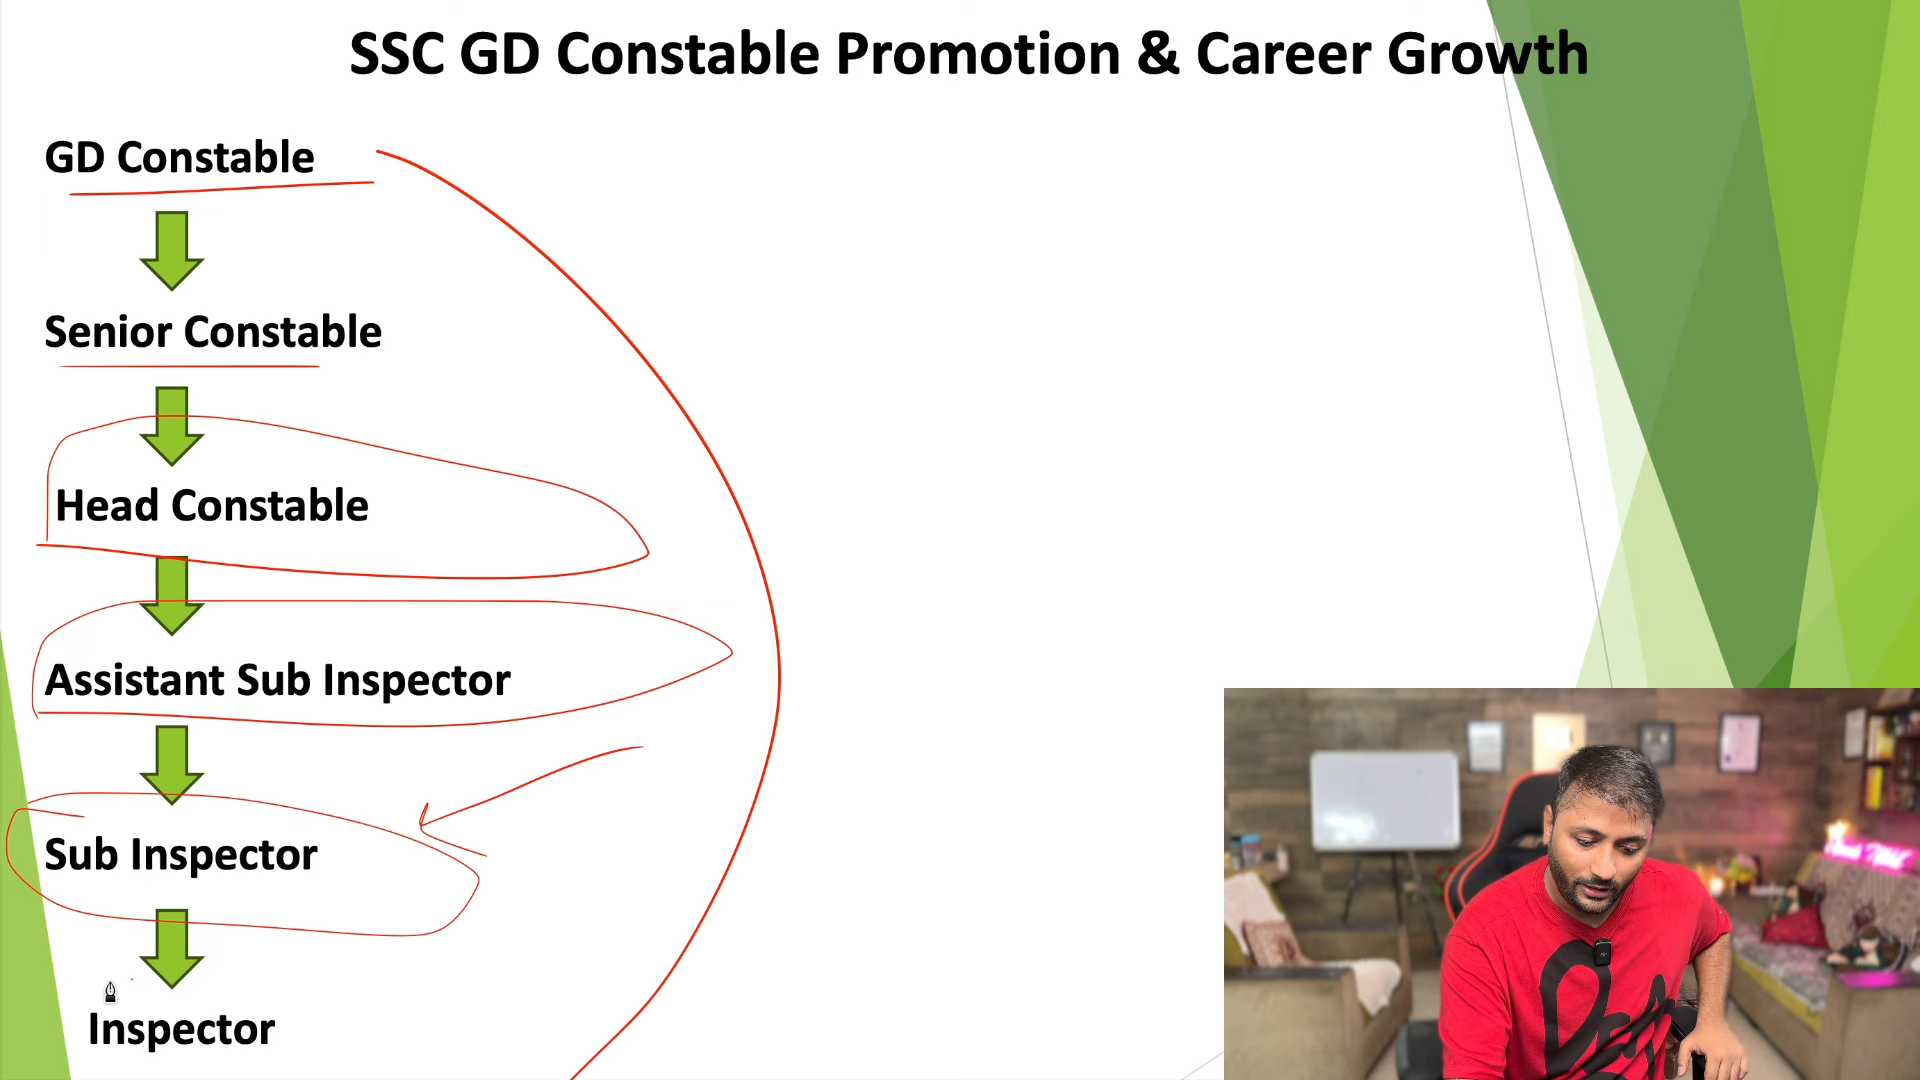 SSC GD Constable Promotion & Career Growth
GD Constable
Senior Constable
Head Constable
Assistant Sub Inspector
Sub Inspector
Inspector